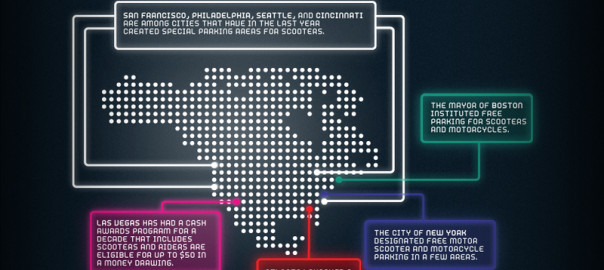 SAN FRANCISCO, PHILADELPHIA, SEATTLE, AND CINCINNATI
ARE AMONG CITIES THAT HAVE IN THE LAST YEAR
CREATED SPECIAL PARKING AREAS FOR SCOOTERS.
THE MAYOR OF BOSTON
INSTITUTED FREE
PARKING FOR SCOOTERS
AND MOTORCYCLES.
LAS VEGAS HAS HAD A CASH
AWARDS PROGRAM FOR A
DECADE THAT INCLUDES
SCOOTERS AND RIDERS ARE
ELIGIBLE FOR UP TO $50 IN
A MONEY DRAWING.
THE CITY OF NEW YORK
DESIGNATED FREE MOTOR
SCOOTER AND MOTORCYCLE
PARKING IN A FEW AREAS.